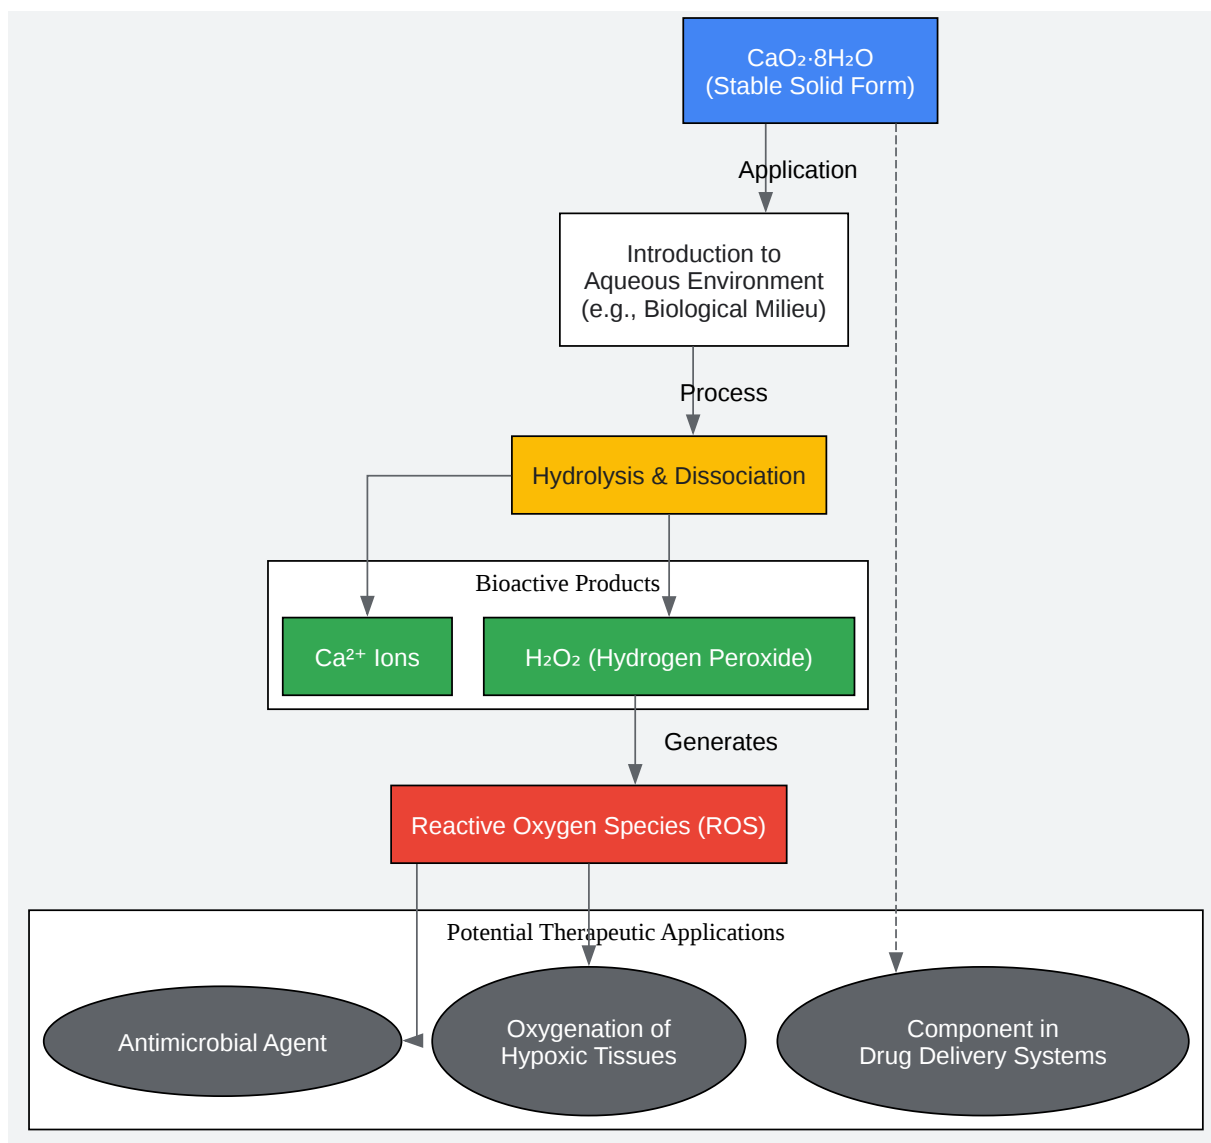 CaO₂·8H₂O
(Stable Solid Form)
Application
Introduction to
Aqueous Environment
(e.g., Biological Milieu)
Process
Hydrolysis & Dissociation
Bioactive Products
Ca²⁺ Ions
H₂O₂ (Hydrogen Peroxide)
Generates
Reactive Oxygen Species (ROS)
Potential Therapeutic Applications
Antimicrobial Agent
Oxygenation of
Hypoxic Tissues
Component in
Drug Delivery Systems